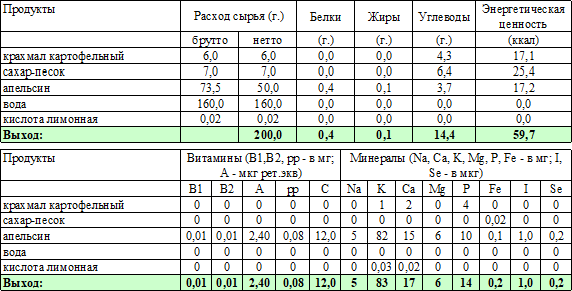 Продукты Расход сырья (г.) Белки Жиры Углеводы Энергетическая ценность
брутто нетто (г.) (г.) (г.) (ккал)
крахмал картофельный 6,0 6,0 0,0 0,0 4,3 17,1
сахар-песок 7,0 7,0 0,0 0,0 6,4 25,4
апельсин 73,5 50,0 0,4 0,1 3,7 17,2
вода 160,0 160,0 0,0 0,0 0,0 0,0
кислота лимонная 0,02 0,02 0,0 0,0 0,0 0,0
Выход: 200,0 0,4 0,1 14,4 59,7
Продукты Витамины (В1,В2, рр - в мг; А - мкг рет.экв) Минералы (Na, Ca, K, Mg, P, Fe - в мг; I, Se - в мкг)
В1 В2 А рр С Na K Ca Mg P Fe I Se
крахмал картофельный 0 0 0 0 0 0 1 2 0 4 0 0 0
сахар-песок 0 0 0 0 0 0 0 0 0 0 0,02 0 0
апельсин 0,01 0,01 2,40 0,08 12,0 5 82 15 6 10 0,1 1,0 0,2
вода 0 0 0 0 0 0 0 0 0 0 0 0 0
кислота лимонная 0 0 0 0 0 0 0,03 0,02 0 0 0 0 0
Выход: 0,01 0,01 2,40 0,08 12,0 5 83 17 6 14 0,2 1,0 0,2